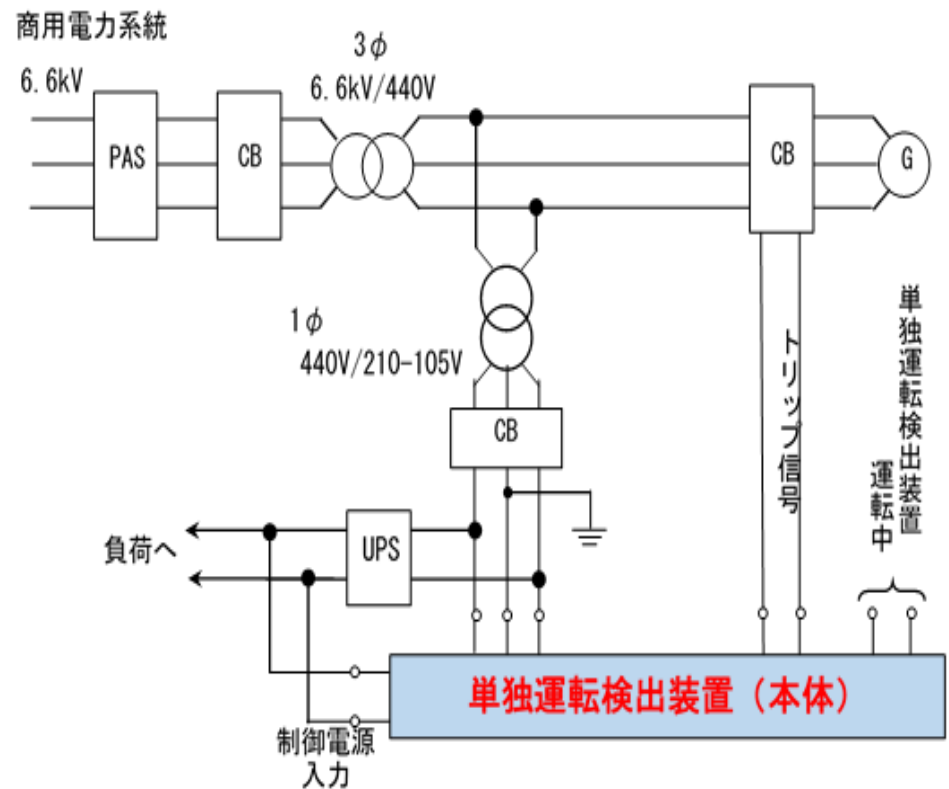 商用電力系統
6.6kV
3φ
6.6kV/440V
PAS
CB
CB
G
1φ
440V/210-105V
CB
トリップ信号
単独運転検出装置
運転中
負荷へ
UPS
単独運転検出装置（本体）
制御電源
入力